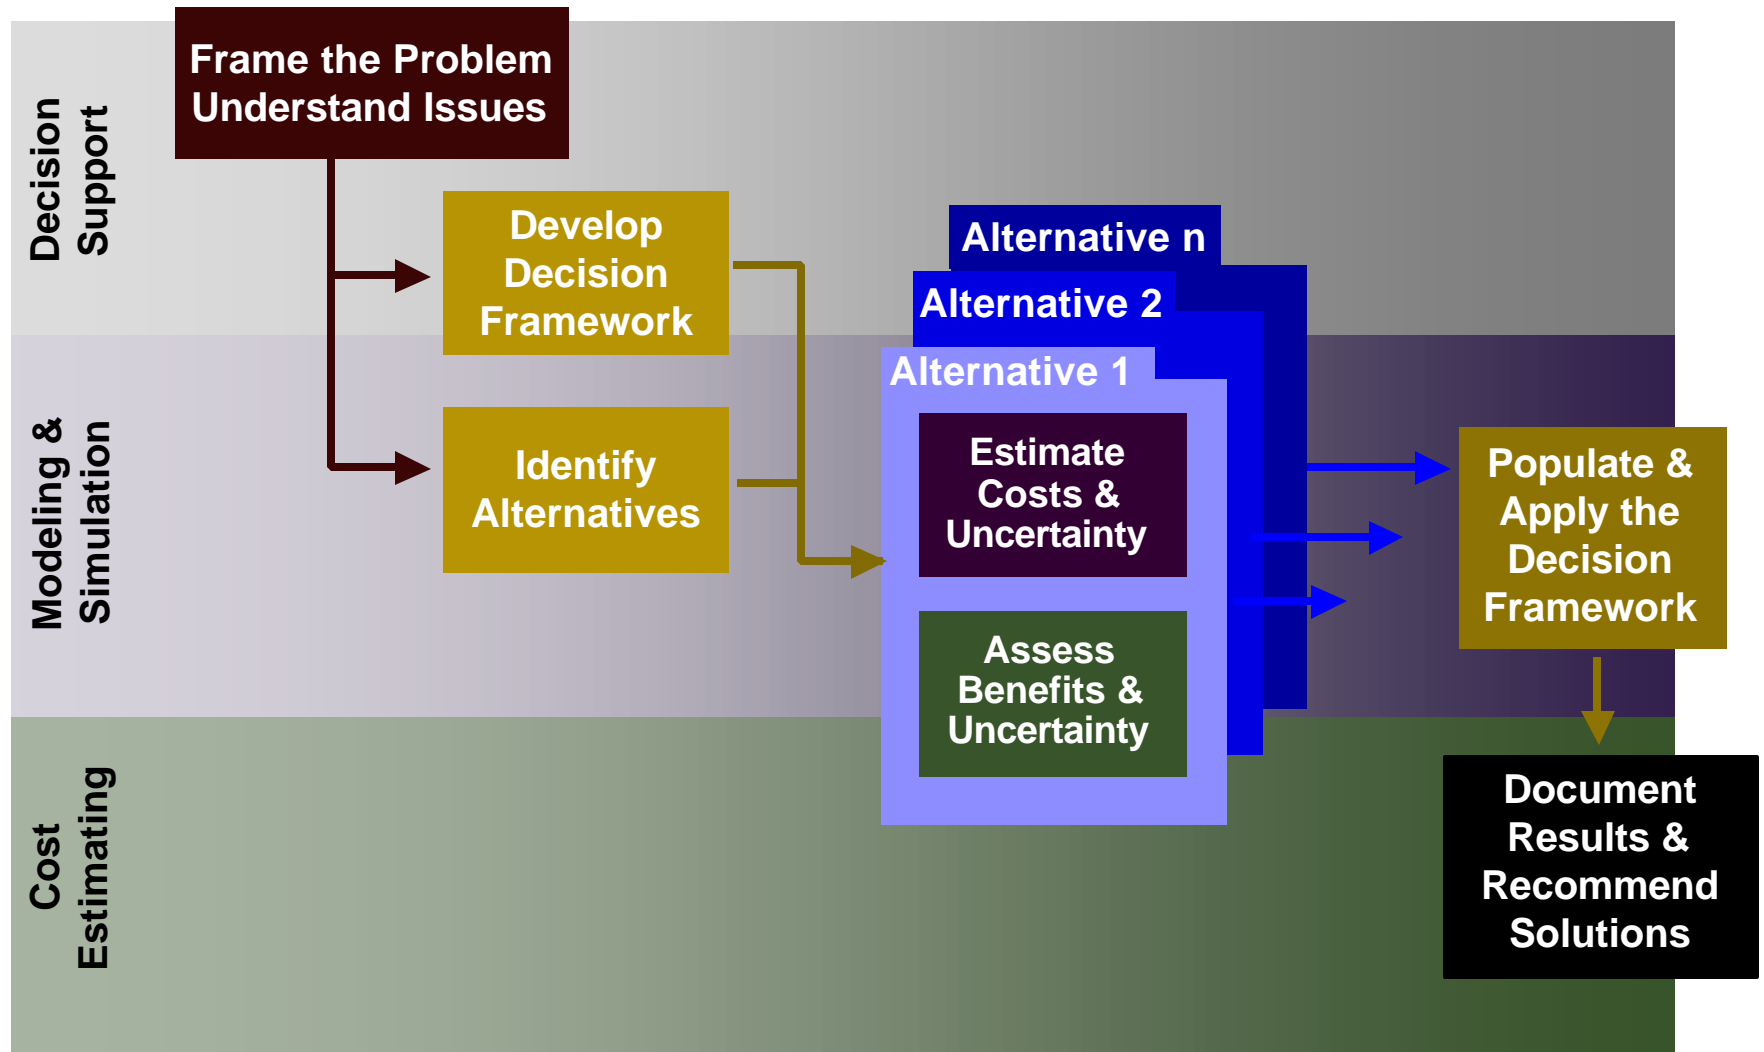 Frame the Problem
Understand Issues
Decision
Support
Develop
Decision
Framework
Alternative n
Alternative 2
Alternative 1
Modeling &
Simulation
Identify
Alternatives
Estimate
Costs &
Uncertainty
Assess
Benefits &
Uncertainty
Populate &
Apply the
Decision
Framework
Cost
Estimating
Document
Results &
Recommend
Solutions